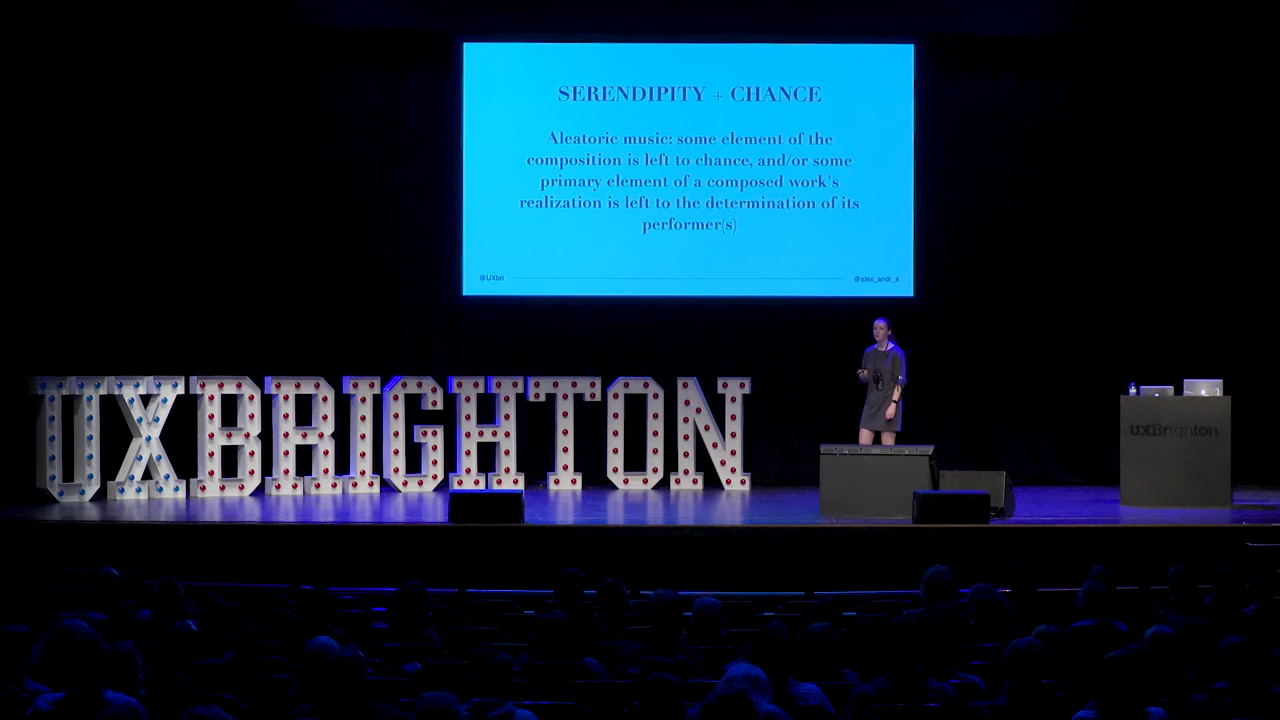 SERENDIPITY + CHANCE
Aleatoric music: some element of the
composition is left to chance, and/or some
primary element of a composed work's
realization is left to the determination of its
performer(s)
@UXbri
@alex_andr_a
UXBRIGHTON
UXBrighton